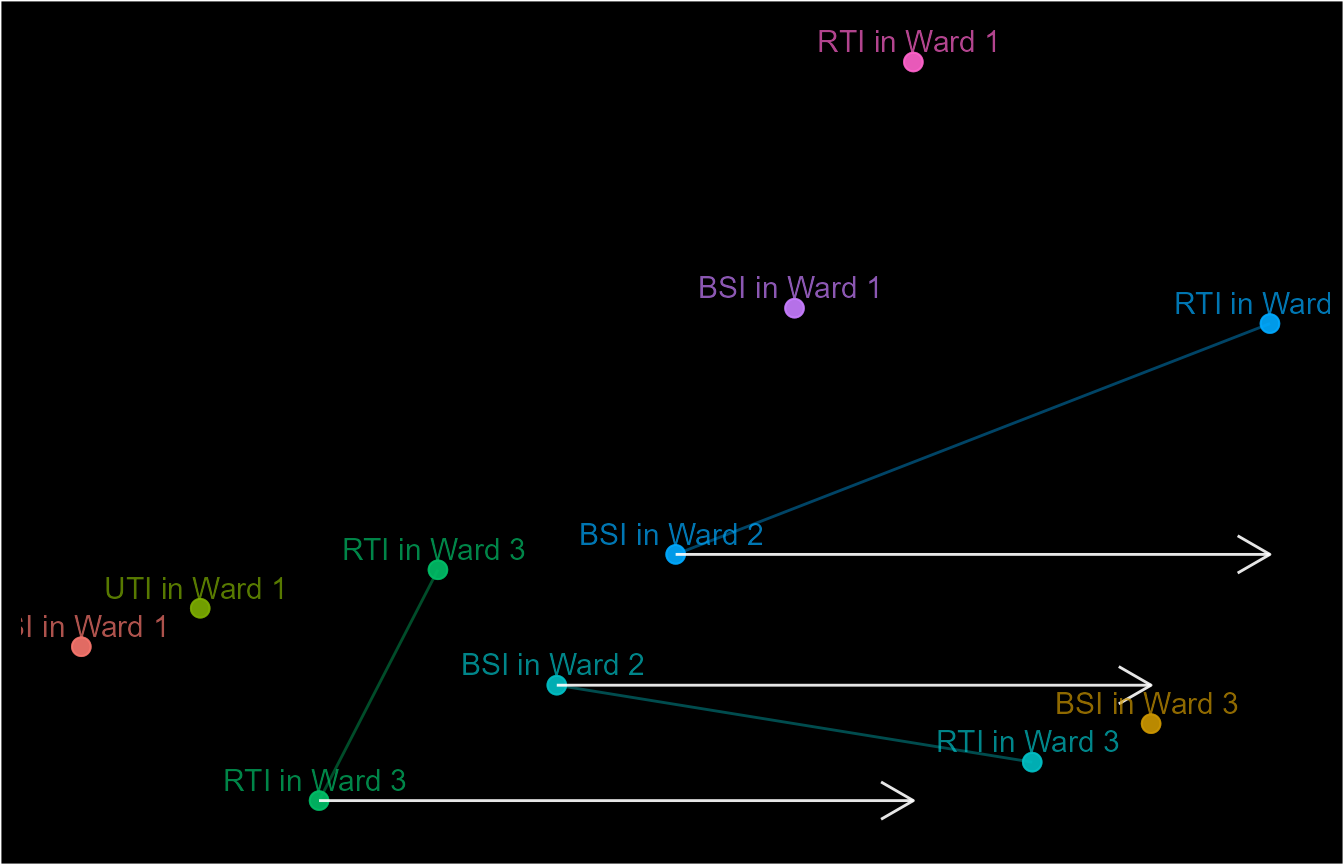 RTI in Ward 1
BSI in Ward 1
RTI in Ward
BSI in Ward 2
RTI in Ward 3
UTI in Ward 1
in Ward 1
BSI in Ward 2
BSI in Ward 3
RTI in Ward 3
RTI in Ward 3